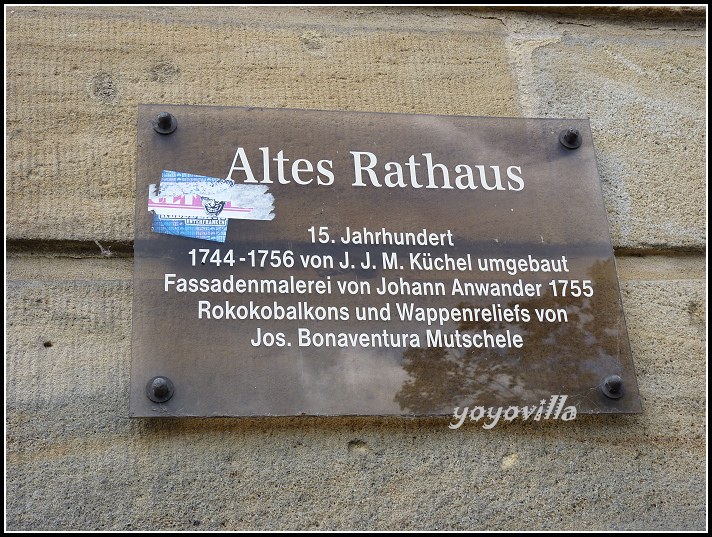 Altes Rathaus
UNTERFRANKEN
15. Jahrhundert
1744-1756 von J. J. M. Küchel umgebaut
Fassadenmalerei von Johann Anwander 1755
Rokokobalkons und Wappenreliefs von
Jos. Bonaventura Mutschele
yoyovilla